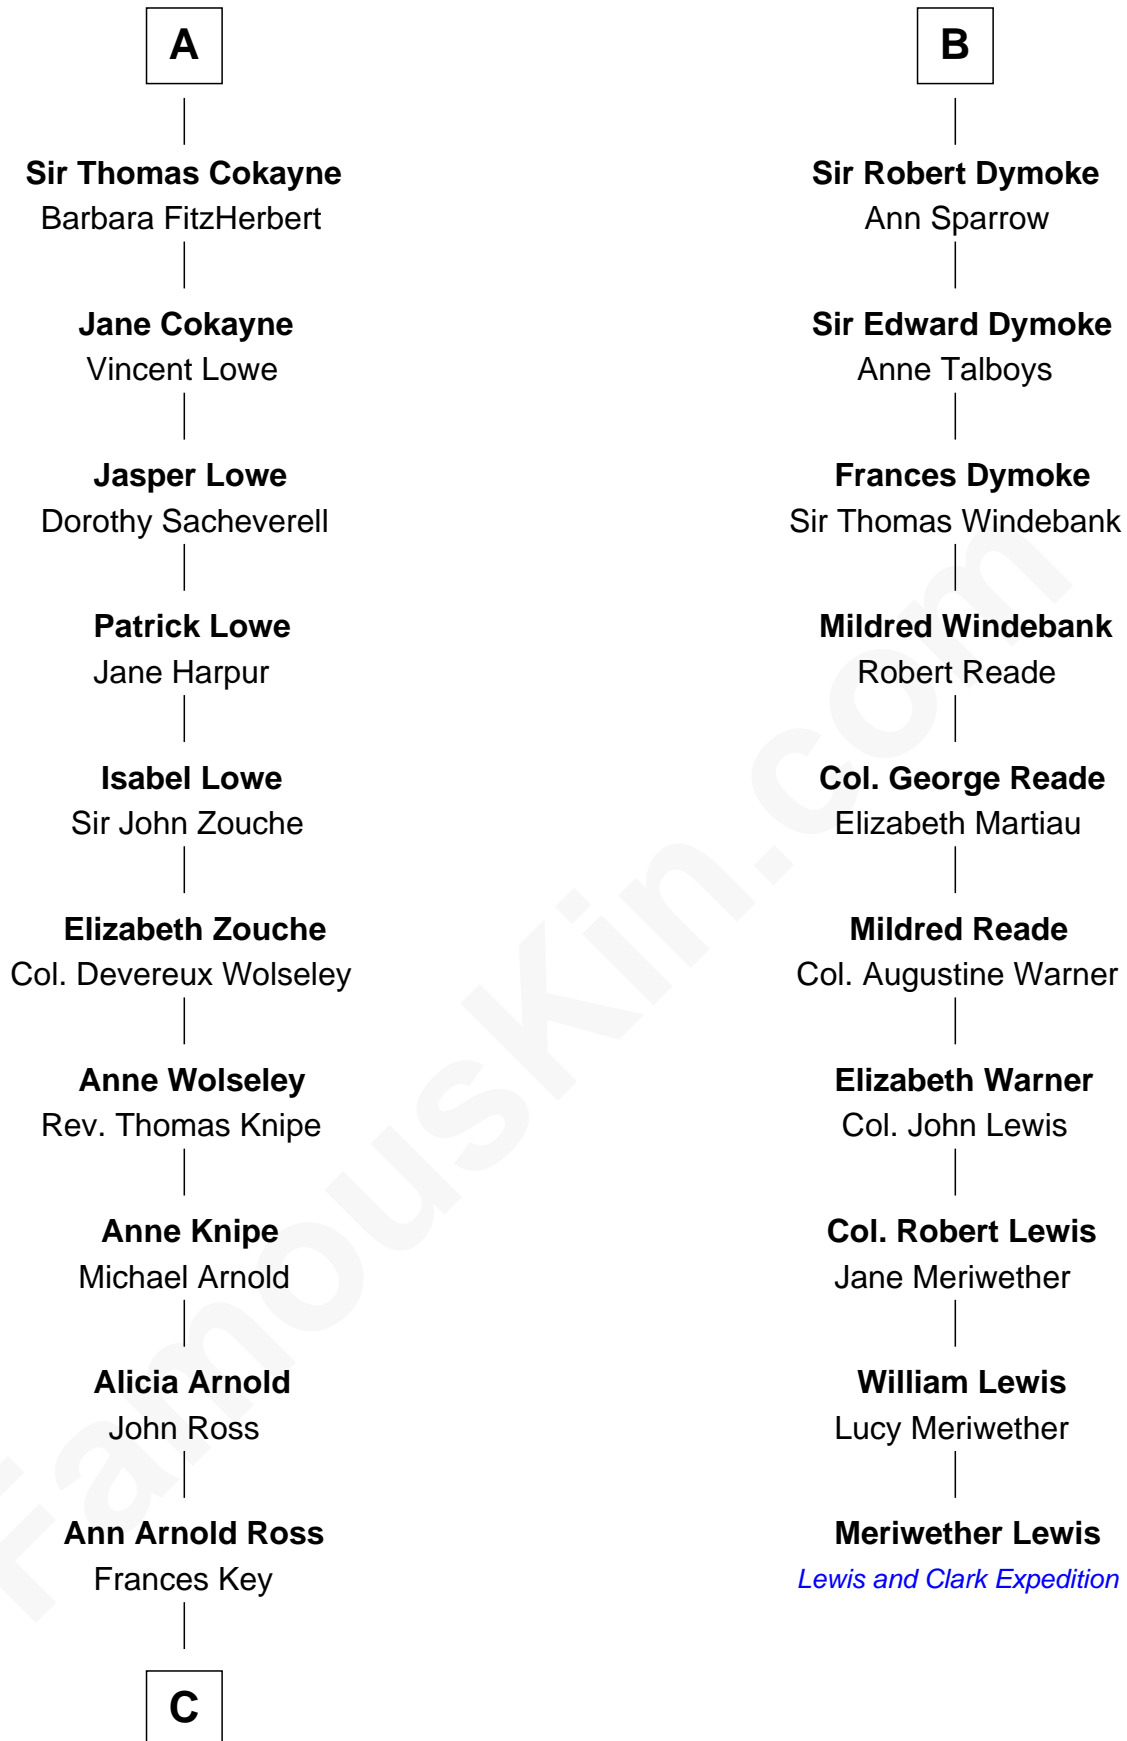 A
Sir Thomas Cokayne
Barbara FitzHerbert
Jane Cokayne
Vincent Lowe
Jasper Lowe
Dorothy Sacheverell
Patrick Lowe
Jane Harpur
Isabel Lowe
Sir John Zouche
Elizabeth Zouche
Col. Devereux Wolseley
Anne Wolseley
Rev. Thomas Knipe
Anne Knipe
Michael Arnold
Alicia Arnold
John Ross
Ann Arnold Ross
Frances Key
C
B
Sir Robert Dymoke
Ann Sparrow
Sir Edward Dymoke
Anne Talboys
Frances Dymoke
Sir Thomas Windebank
Mildred Windebank
Robert Reade
Col. George Reade
Elizabeth Martiau
Mildred Reade
Col. Augustine Warner
Elizabeth Warner
Col. John Lewis
Col. Robert Lewis
Jane Meriwether
William Lewis
Lucy Meriwether
Meriwether Lewis
Lewis and Clark Expedition
FamousKin.com